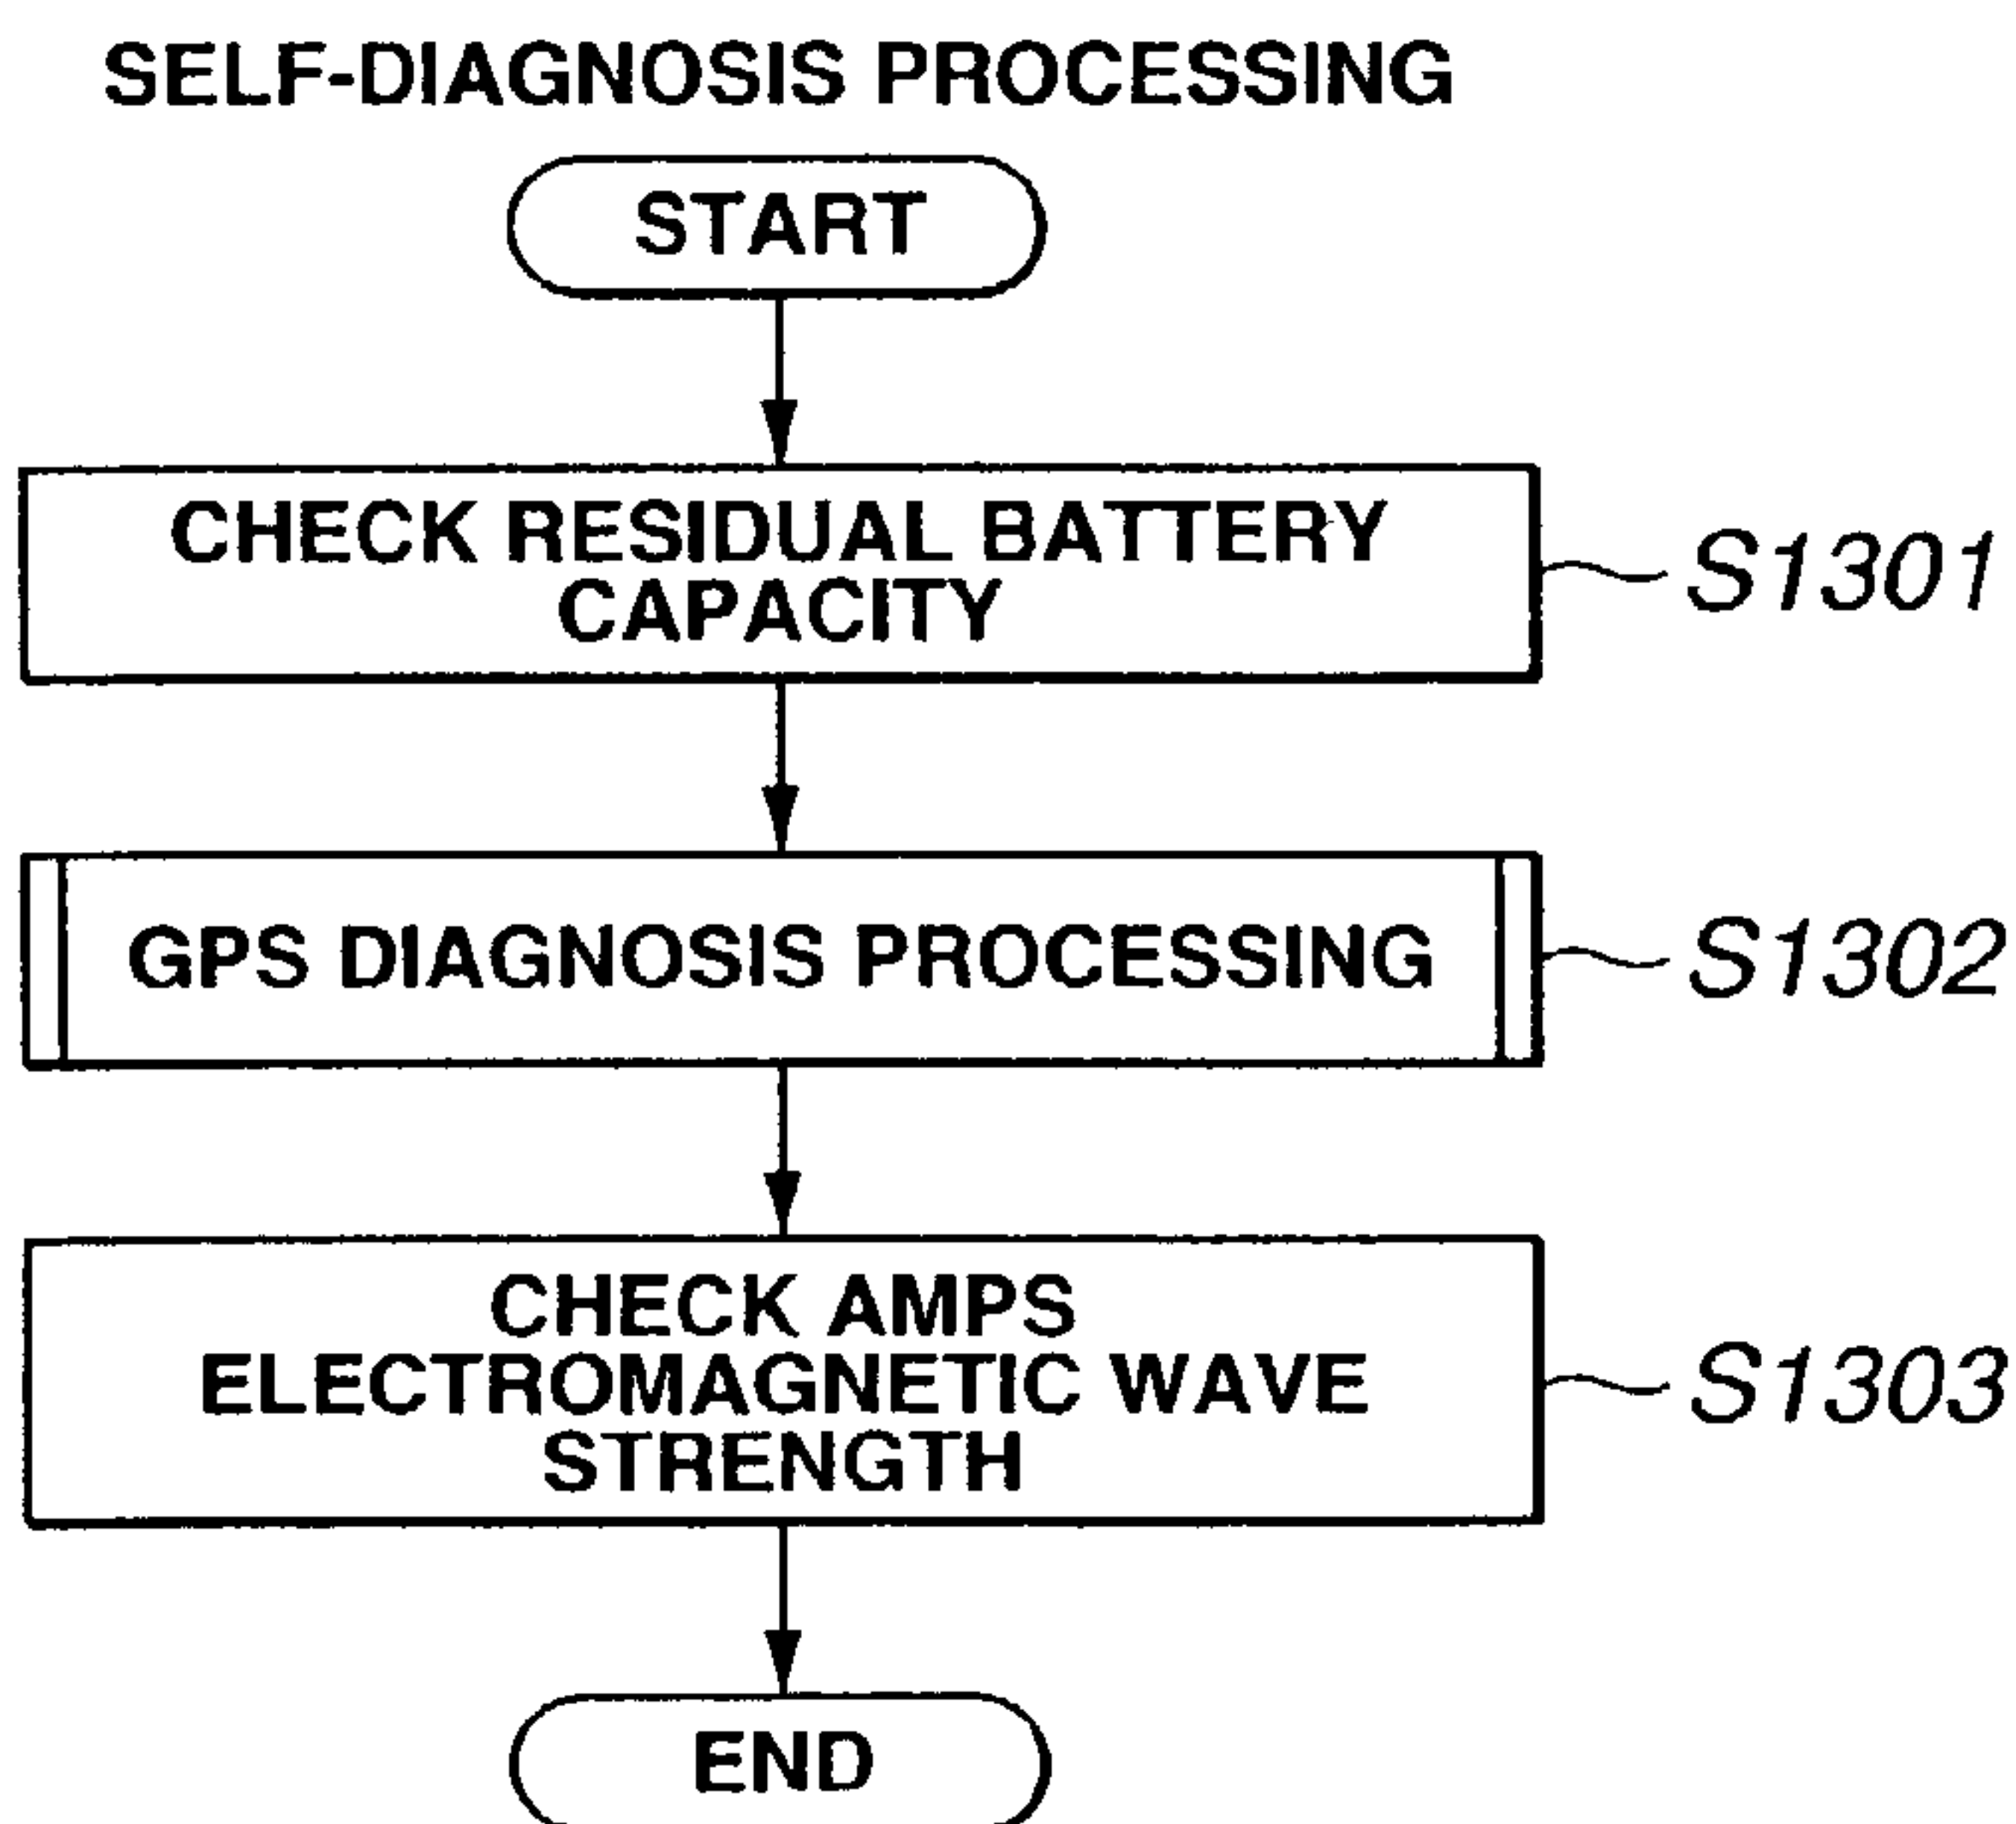 SELF-DIAGNOSIS PROCESSING
START
CHECK RESIDUAL BATTERY
CAPACITY
S1301
GPS DIAGNOSIS PROCESSING
S1302
CHECK AMPS
ELECTROMAGNETIC WAVE
STRENGTH
S1303
END